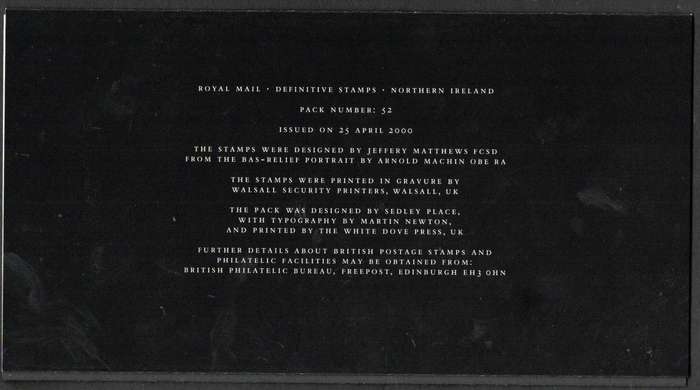 ROYAL MAIL · DEFINITIVE STAMPS · NORTHERN IRELAND
PACK NUMBER: 52
ISSUED ON 25 APRIL 2000
THE STAMPS WERE DESIGNED BY JEFFERY MATTHEWS FCSD
FROM THE BAS-RELIEF PORTRAIT BY ARNOLD MACHIN OBE RA
THE STAMPS WERE PRINTED IN GRAVURE BY
WALSALL SECURITY PRINTERS, WALSALL, UK
THE PACK WAS DESIGNED BY SEDLEY PLACE,
WITH TYPOGRAPHY BY MARTIN NEWTON,
AND PRINTED BY THE WHITE DOVE PRESS, UK
FURTHER DETAILS ABOUT BRITISH POSTAGE STAMPS AND
PHILATELIC FACILITIES MAY BE OBTAINED FROM:
BRITISH PHILATELIC BUREAU, FREEPOST, EDINBURGH EH3 0HN